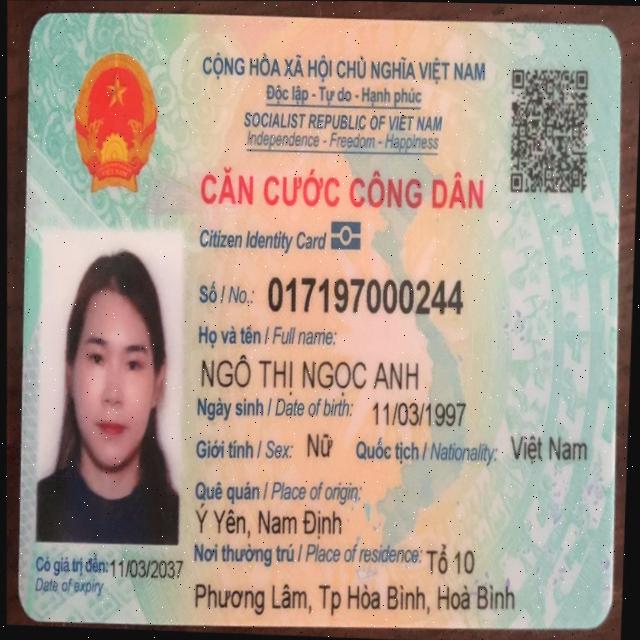 CỘNG HÒA XÃ HỘI CHỦ NGHĨA VIỆT NAM
Độc lập - Tự do - Hạnh phúc
SOCIALIST REPUBLIC OF VIET NAM
Independence - Freedom - Happiness
CĂN CƯỚC CÔNG DÂN
Citizen Identity Card
Số / No.: 017197000244
Họ và tên / Full name:
NGÔ THỊ NGỌC ANH
Ngày sinh / Date of birth: 11/03/1997
Giới tính / Sex: Nữ Quốc tịch / Nationality: Việt Nam
Quê quán / Place of origin:
Ý Yên, Nam Định
Nơi thường trú / Place of residence: Tổ 10
Phương Lâm, Tp Hòa Bình, Hoà Bình
Có giá trị đến: 11/03/2037
Date of expiry